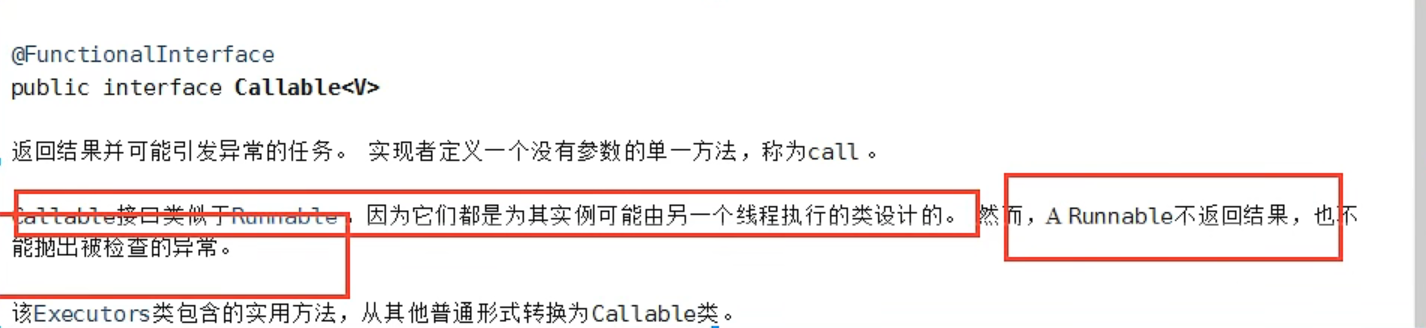 @FunctionalInterface
public interface Callable<V>
返回结果并可能引发异常的任务。 实现者定义一个没有参数的单一方法，称为call 。
Callable接口类似于Runnable ，因为它们都是为其实例可能由另一个线程执行的类设计的。 然而，A Runnable不返回结果，也不
能抛出被检查的异常。
该Executors类包含的实用方法，从其他普通形式转换为Callable类。